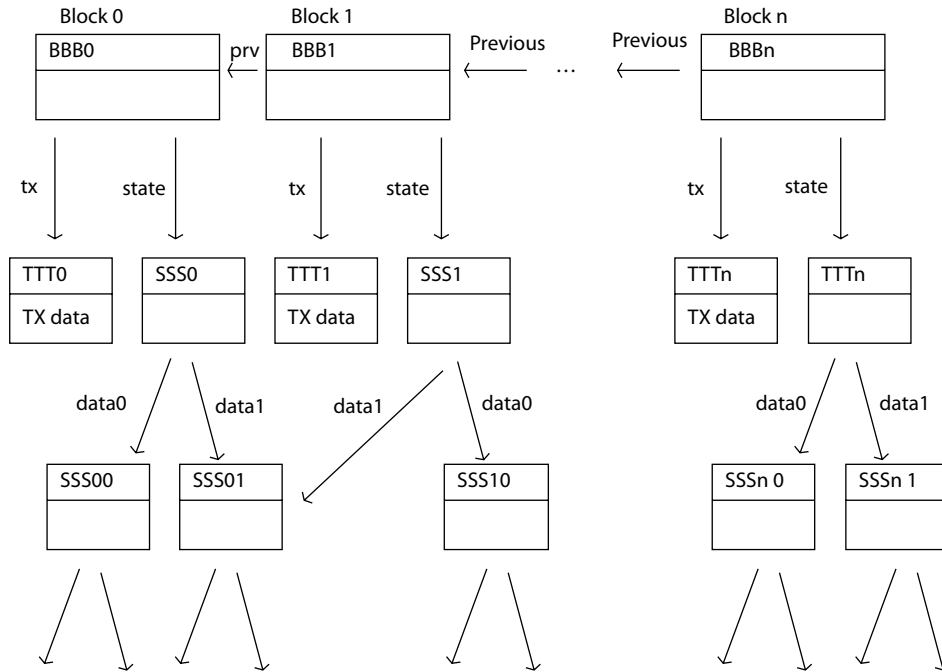 Block 0
Block 1
Block n
BBB0
prv
BBB1
Previous
...
Previous
BBBn
tx
state
tx
state
tx
state
TTT0
SSS0
TTT1
SSS1
TTTn
TTTn
TX data
TX data
TX data
data0
data1
data1
data0
data0
data1
SSS00
SSS01
SSS10
SSSn 0
SSSn 1